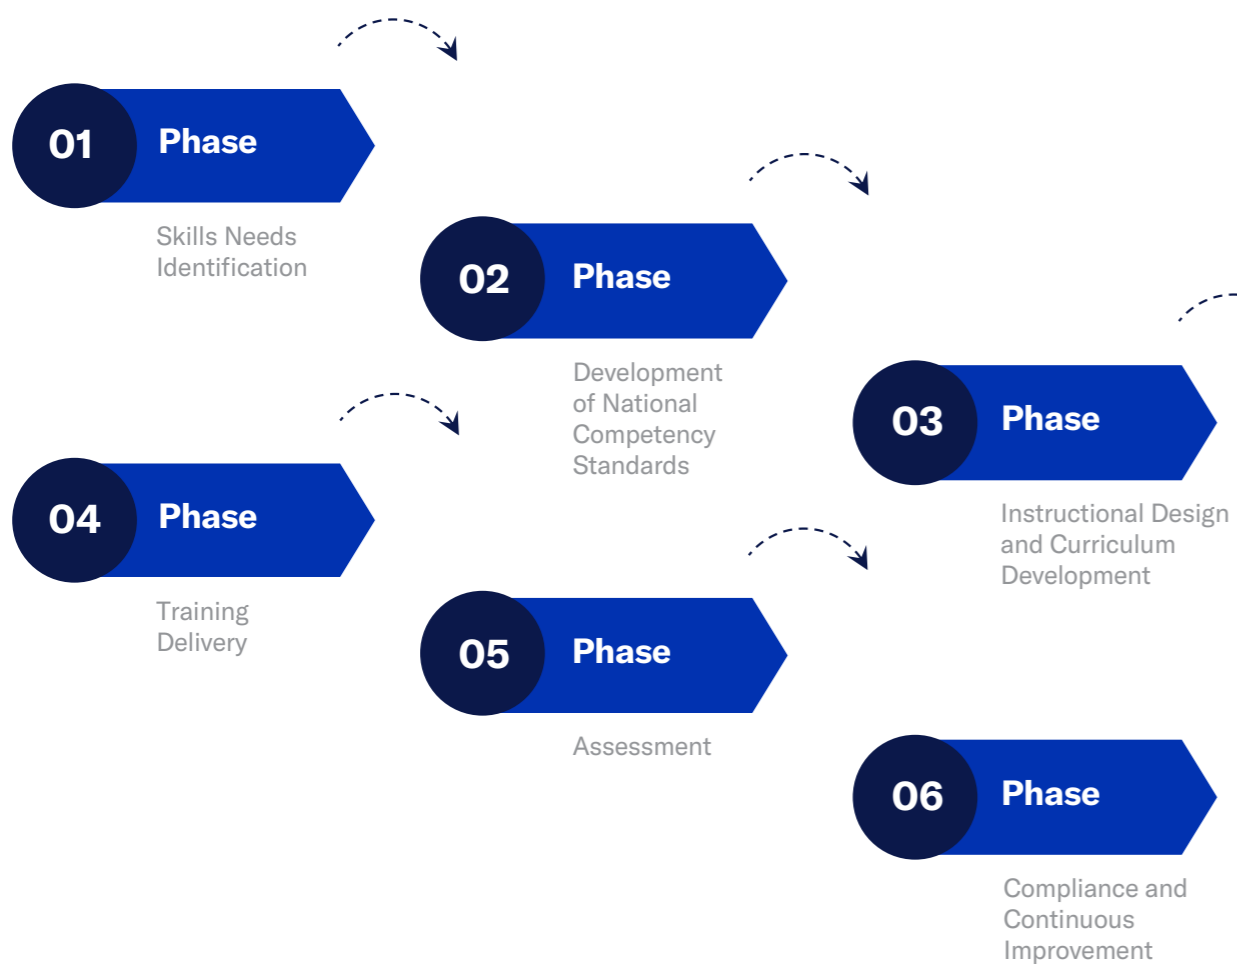 01
Phase
Skills Needs
Identification
02
Phase
Development
of National
Competency
Standards
03
Phase
Instructional Design
and Curriculum
Development
04
Phase
Training
Delivery
05
Phase
Assessment
06
Phase
Compliance and
Continuous
Improvement